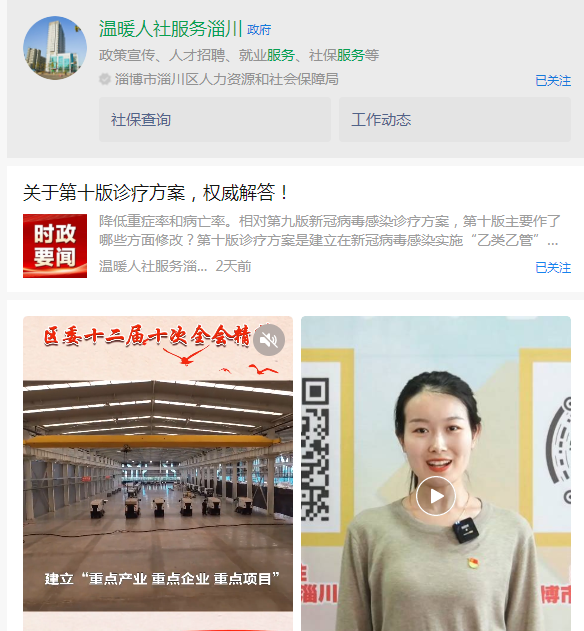 温暖人社服务淄川 政府
政策宣传、人才招聘、就业服务、社保服务等
淄博市淄川区人力资源和社会保障局
已关注
社保查询
工作动态
关于第十版诊疗方案，权威解答！
时政
要闻
降低重症率和病亡率。相对第九版新冠病毒感染诊疗方案，第十版主要作了
哪些方面修改？第十版诊疗方案是建立在新冠病毒感染实施“乙类乙管”...
温暖人社服务淄... 2天前
已关注
区委十二届十次全会精
建立“重点产业 重点企业 重点项目”
淄川
博市